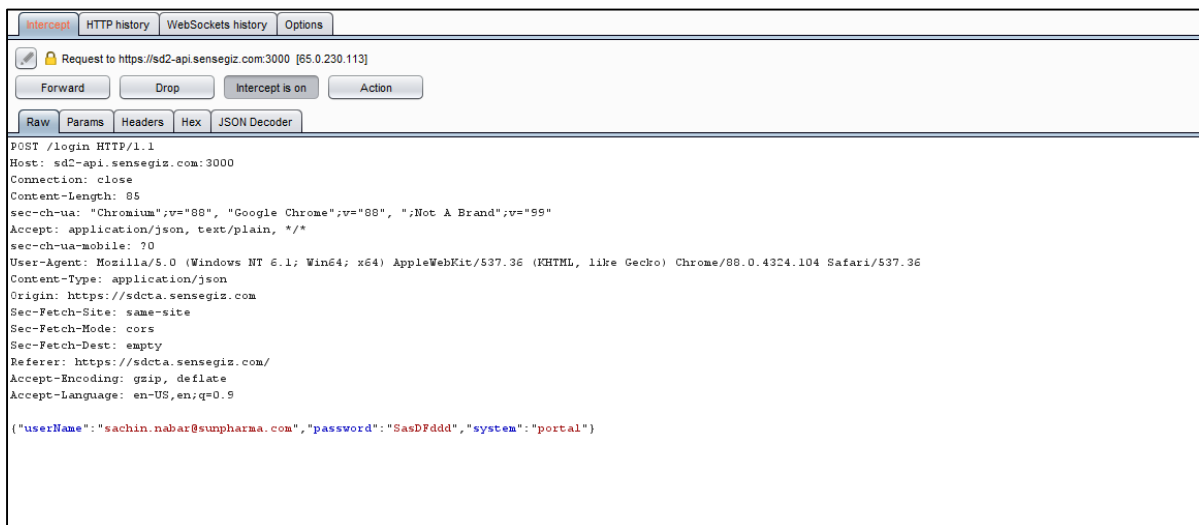 Intercept HTTP history WebSockets history Options
Request to https://sd2-api.sensegiz.com:3000 [65.0.230.113]
Forward Drop Intercept is on Action
Raw Params Headers Hex JSON Decoder
POST /login HTTP/1.1
Host: sd2-api.sensegiz.com:3000
Connection: close
Content-Length: 85
sec-ch-ua: "Chromium";v="88", "Google Chrome";v="88", ";Not A Brand";v="99"
Accept: application/json, text/plain, */*
sec-ch-ua-mobile: ?0
User-Agent: Mozilla/5.0 (Windows NT 6.1; Win64; x64) AppleWebKit/537.36 (KHTML, like Gecko) Chrome/88.0.4324.104 Safari/537.36
Content-Type: application/json
Origin: https://sdcta.sensegiz.com
Sec-Fetch-Site: same-site
Sec-Fetch-Mode: cors
Sec-Fetch-Dest: empty
Referer: https://sdcta.sensegiz.com/
Accept-Encoding: gzip, deflate
Accept-Language: en-US,en;q=0.9
{"userName":"sachin.nabar@sunpharma.com","password":"SasDFddd","system":"portal"}